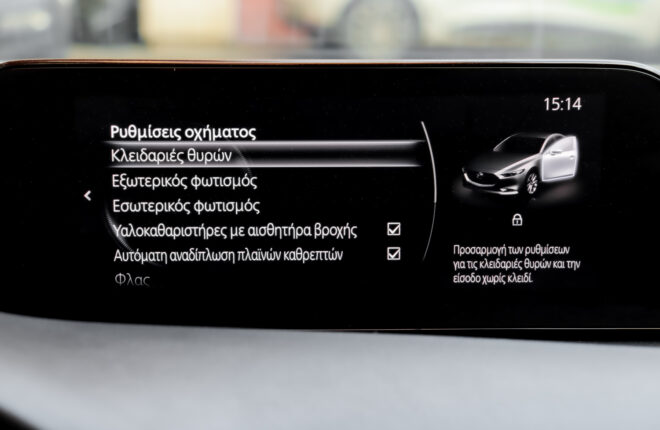 15:14
Ρυθμίσεις οχήματος
Κλειδαριές θυρών
Εξωτερικός φωτισμός
Εσωτερικός φωτισμός
Υαλοκαθαριστήρες με αισθητήρα βροχής
Αυτόματη αναδίπλωση πλαϊνών καθρεπτών
Φλας
Προσαρμογή των ρυθμίσεων
για τις κλειδαριές θυρών και την
είσοδο χωρίς κλειδί.